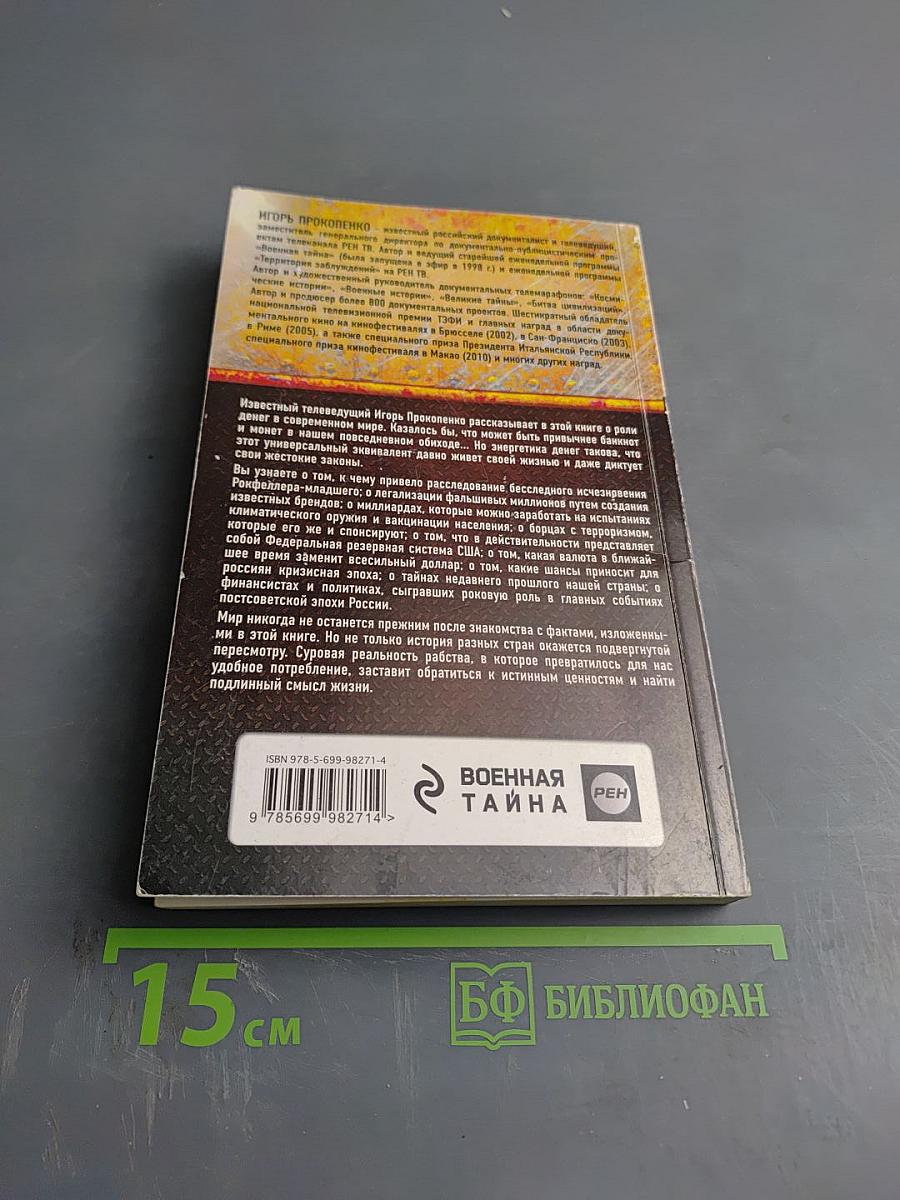 ИГОРЬ ПРОКОПЕНКО – известный российский документалист и телеведущий,
заместитель генерального директора по документально-публицистическим про-
ектам телеканала РЕН ТВ. Автор и ведущий старейшей еженедельной программы
«Военная тайна» (была запущена в эфир в 1998 г.) и еженедельной программы
«Территория заблуждений» на РЕН ТВ.
Автор и художественный руководитель документальных телемарафонов: «Косми-
ческие истории», «Военные истории», «Великие тайны», «Битва цивилизаций».
Автор и продюсер более 800 документальных проектов. Шестикратный обладатель
национальной телевизионной премии ТЭФИ и главных наград в области доку-
ментального кино на кинофестивалях в Брюсселе (2002), в Сан-Франциско (2003),
в Риме (2005), а также специального приза Президента Итальянской Республики,
специального приза кинофестиваля в Макао (2010) и многих других наград.
Известный телеведущий Игорь Прокопенко рассказывает в этой книге о роли
денег в современном мире. Казалось бы, что может быть привычнее банкнот
и монет в нашем повседневном обиходе... Но энергетика денег такова, что
этот универсальный эквивалент давно живет своей жизнью и даже диктует
свои жестокие законы.
Вы узнаете о том, к чему привело расследование бесследного исчезнрвения
Рокфеллера-младшего; о легализации фальшивых миллионов путем создания
известных брендов; о миллиардах, которые можно заработать на испытаниях
климатического оружия и вакцинации населения; о борцах с терроризмом,
которые его же и спонсируют; о том, что в действительности представляет
собой Федеральная резервная система США; о том, какая валюта в ближай-
шее время заменит всесильный доллар; о том, какие шансы приносит для
россиян кризисная эпоха; о тайнах недавнего прошлого нашей страны; о
финансистах и политиках, сыгравших роковую роль в главных событиях
постсоветской эпохи России.
Мир никогда не останется прежним после знакомства с фактами, изложенны-
ми в этой книге. Но не только история разных стран окажется подвергнутой
пересмотру. Суровая реальность рабства, в которое превратилось для нас
удобное потребление, заставит обратиться к истинным ценностям и найти
подлинный смысл жизни.
ISBN 978-5-699-98271-4
9 785699 982714 >
ВОЕННАЯ
ТАЙНА
РЕН
15 см
БФ БИБЛИОФАН